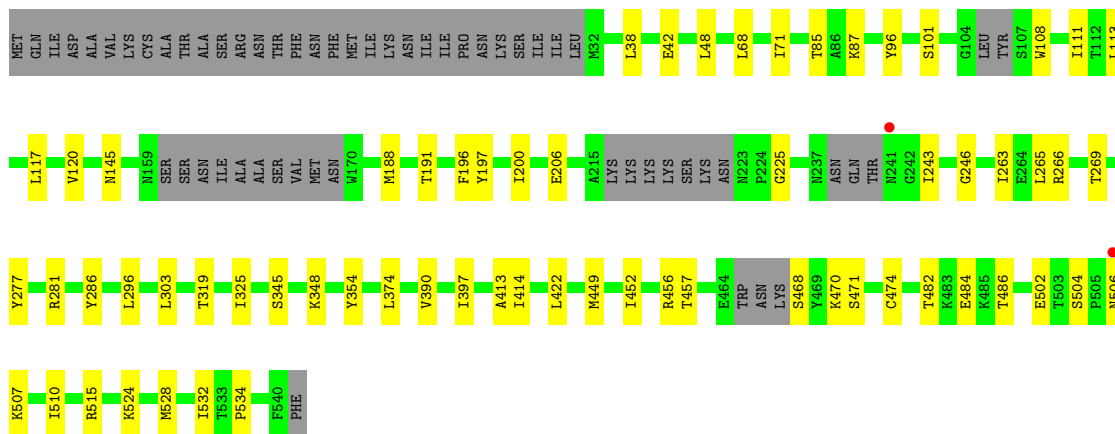 MET GLN ILE ASP ALA VAL LYS CYS ALA THR ALA SER ARG ASN THR PHE ASN PHE MET ILE LYS ASN ILE ILE PRO ASN LYS SER ILE ILE LEU M32 L38 E42 L48 L68 I71 T85 A86 K87 Y96 S101 G104 LEU TYR S107 W108 I111 T112 L113
L117 V120 N145 N159 SER SER ASN ILE ALA ALA SER VAL MET ASN W170 M188 T191 F196 Y197 I200 E206 A215 LYS LYS LYS LYS SER LYS ASN N223 P224 G225 N237 ASN GLN THR N241 G242 I243 G246 I263 E264 L265 R266 T269
Y277 R281 Y286 L296 L303 T319 I325 S345 K348 Y354 L374 V390 I397 A413 I414 L422 M449 I452 R456 T457 E464 TRP ASN LYS S468 Y469 K470 S471 C474 T482 K483 E484 K485 T486 E502 T503 S504 P505 N506
K507 I510 R515 K524 M528 I532 T533 P534 F540 PHE